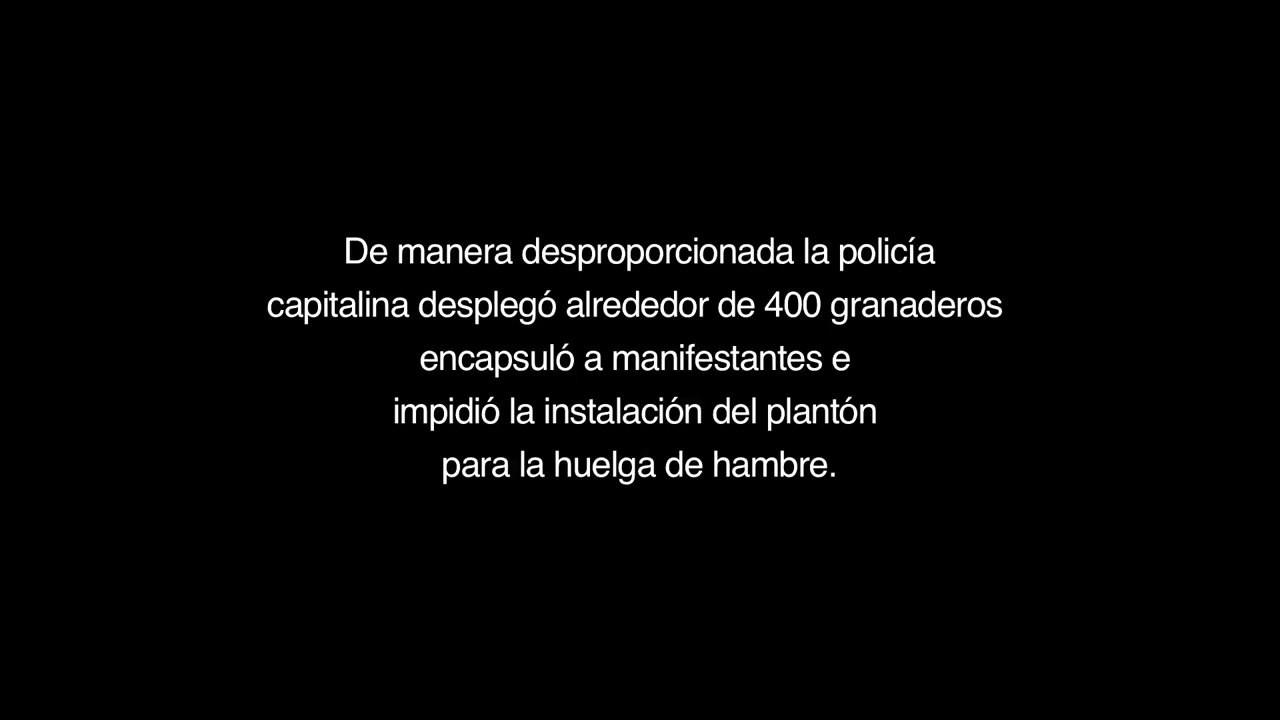 De manera desproporcionada la policía
capitalina desplegó alrededor de 400 granaderos
encapsuló a manifestantes e
impidió la instalación del plantón
para la huelga de hambre.